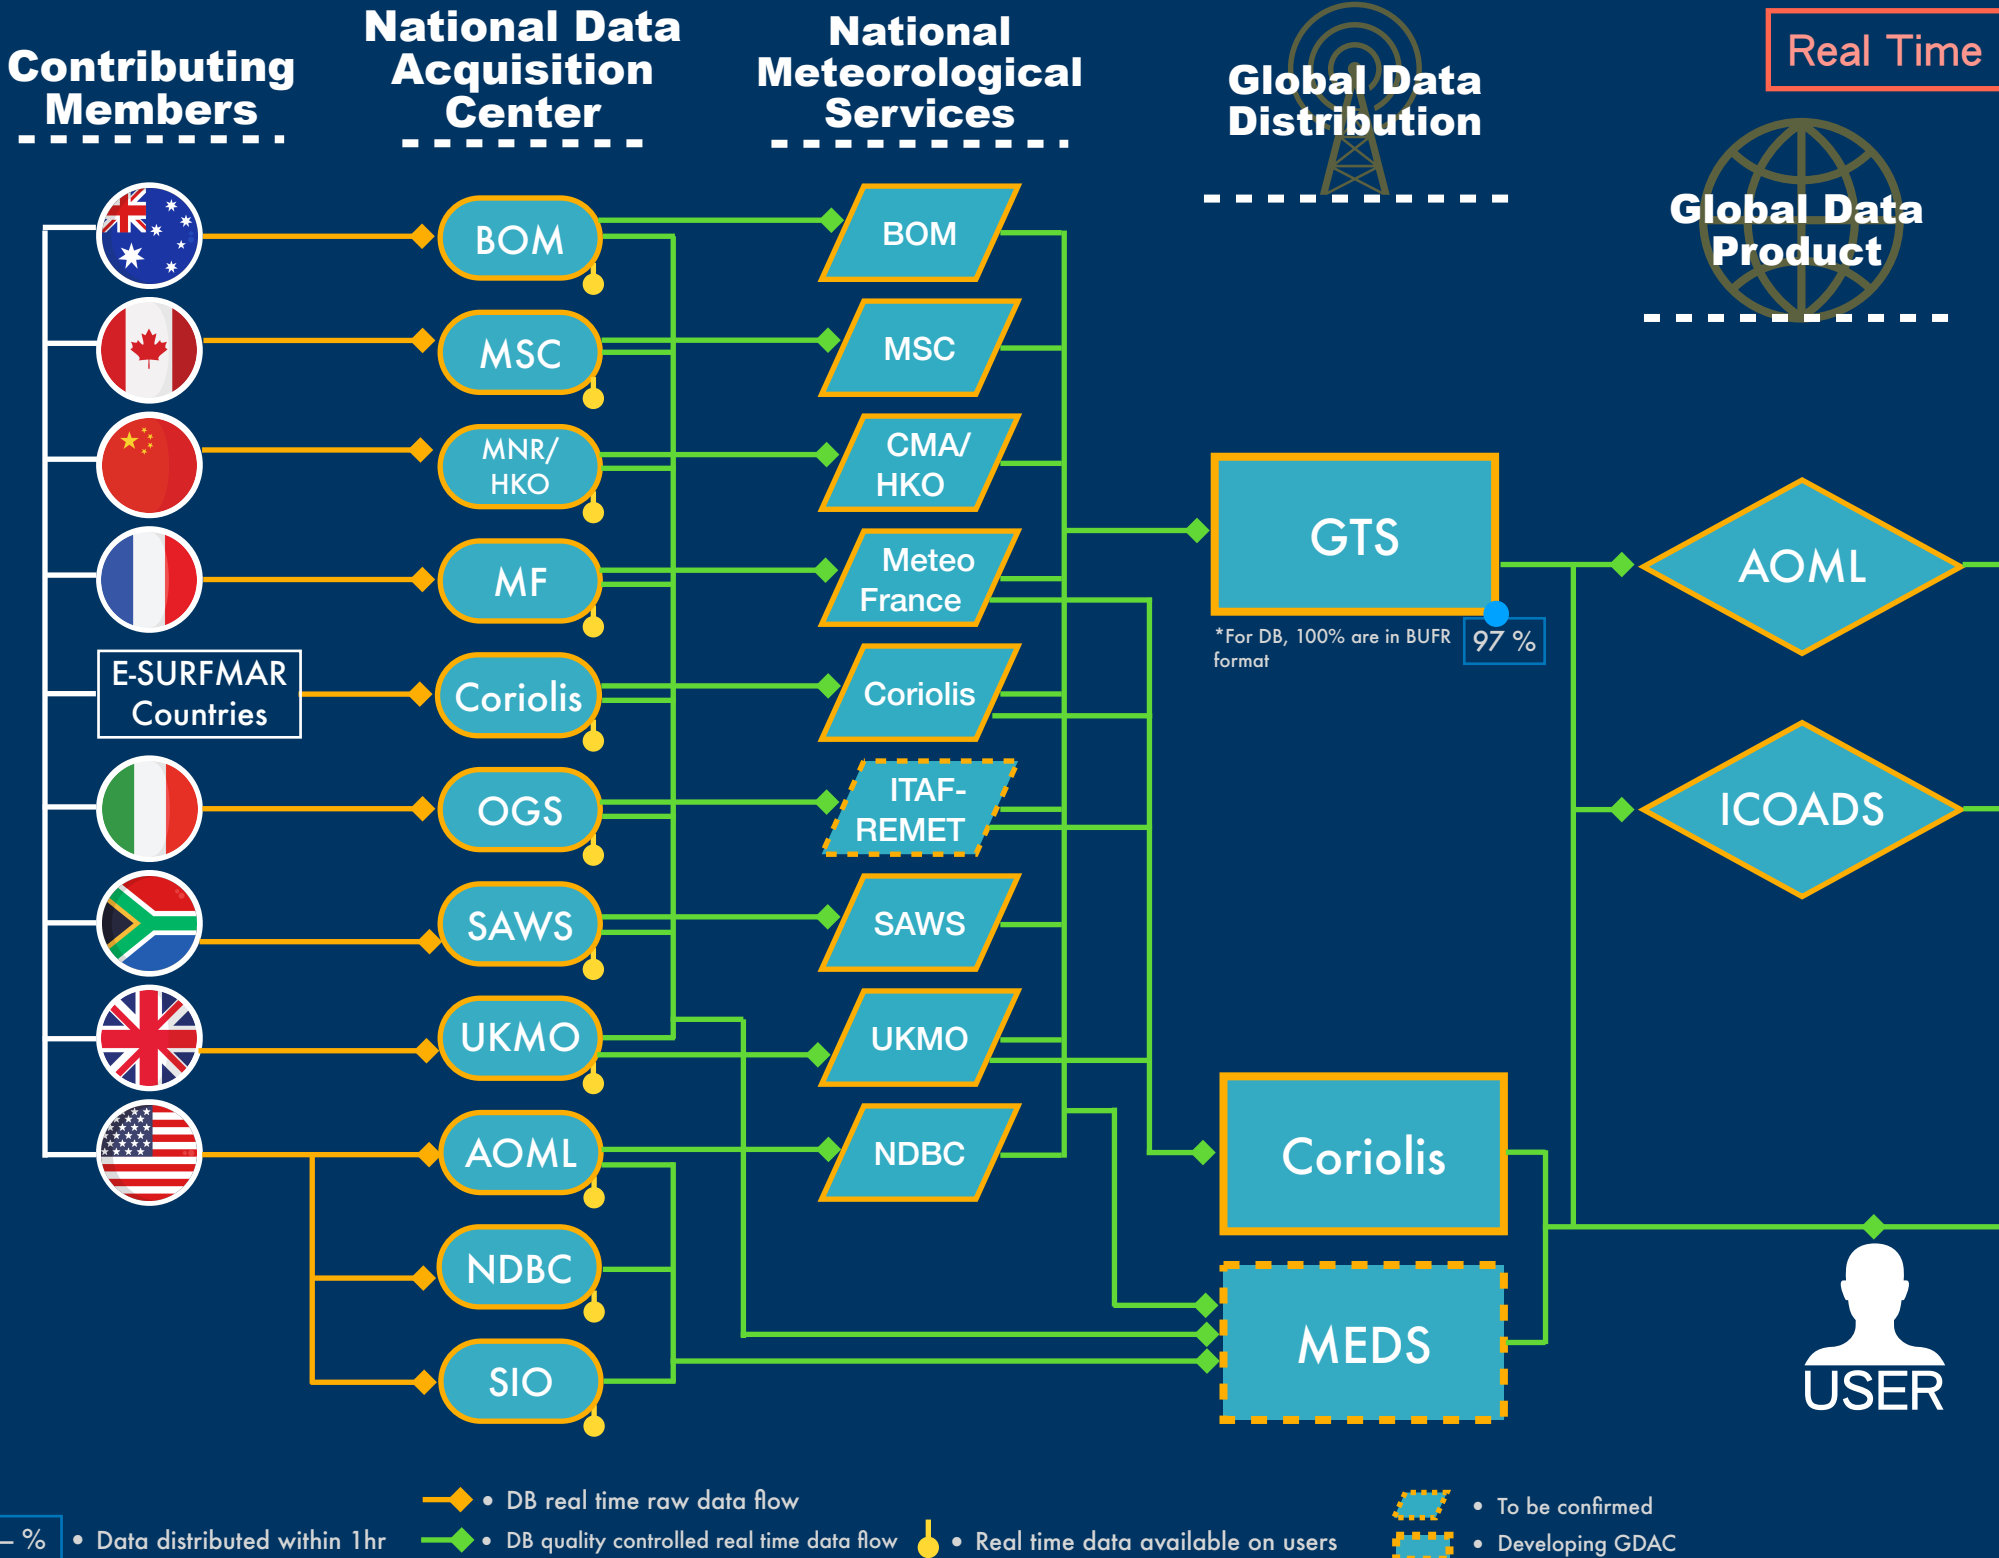 Contributing
Members
National Data
Acquisition
Center
National
Meteorological
Services
Global Data
Distribution
Real Time
Global Data
Product
BOM
BOM
MSC
MSC
MNR/
HKO
CMA/
HKO
MF
Meteo
France
GTS
AOML
*For DB, 100% are in BUFR
format
97 %
E-SURFMAR
Countries
Coriolis
Coriolis
OGS
ITAF-
REMET
ICOADS
SAWS
SAWS
UKMO
UKMO
AOML
NDBC
Coriolis
NDBC
SIO
MEDS
USER
– %
• Data distributed within 1hr
• DB real time raw data flow
• DB quality controlled real time data flow
• Real time data available on users
• To be confirmed
• Developing GDAC